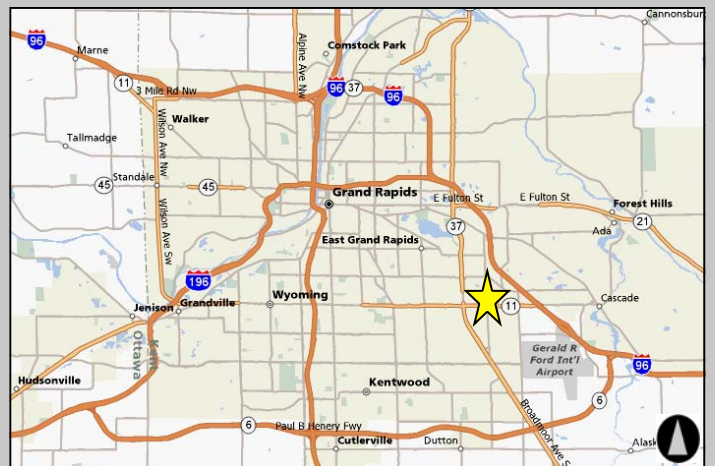 Cannonsbur
96
Marne
Alpine Ave Nw
Comstock Park
11
3 Mile Rd Nw
96
37
96
Wilson Ave Nw
Walker
Tallmadge
Standale
45
45
Grand Rapids
E Fulton St
E Fulton St
Forest Hills
21
Ada
37
Wilson Ave Sw
East Grand Rapids
196
Jenison
Grandville
Wyoming
11
Cascade
Ottawa
Kent
Gerald R
Ford Int'l
Airport
96
Hudsonville
Kentwood
6
Broadmoor Ave S
6
Paul B Henery Fwy
Cutlerville
Dutton
Alask